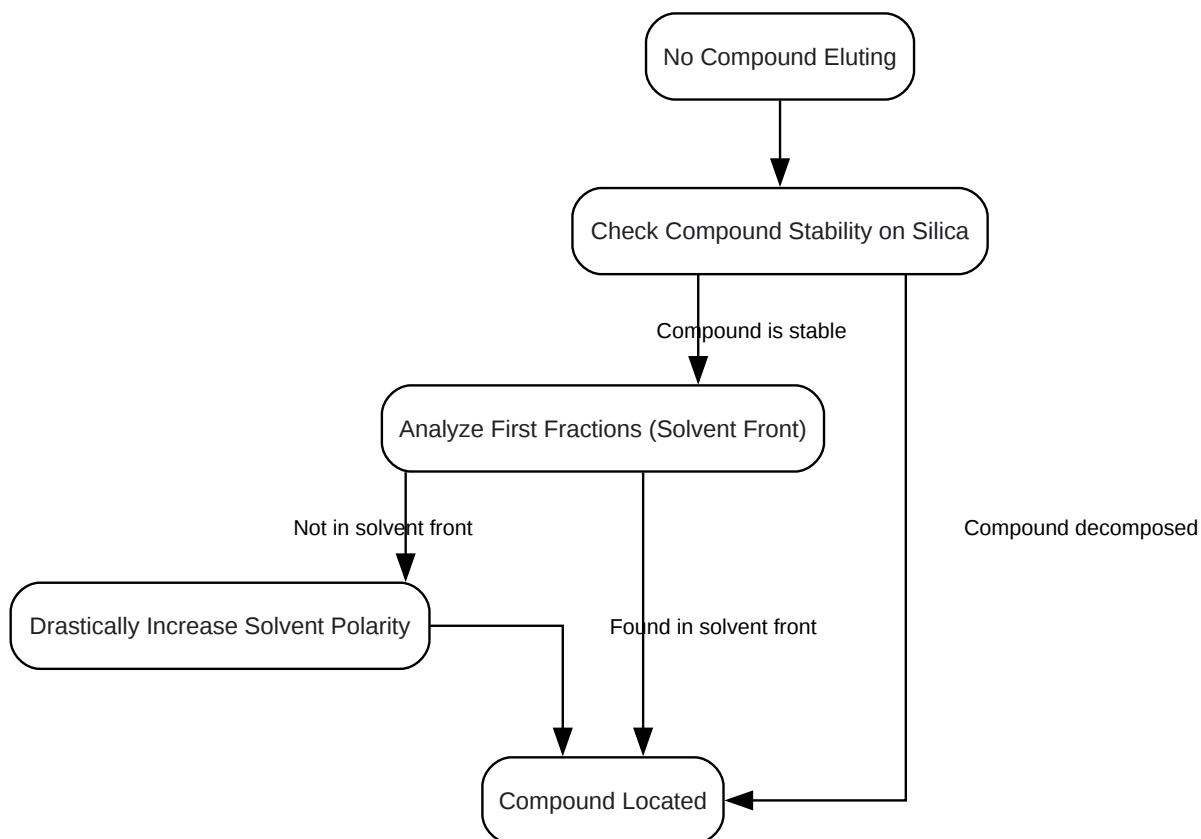 No Compound Eluting
Check Compound Stability on Silica
Compound is stable
Analyze First Fractions (Solvent Front)
Not in solvent front
Compound decomposed
Drastically Increase Solvent Polarity
Found in solvent front
Compound Located